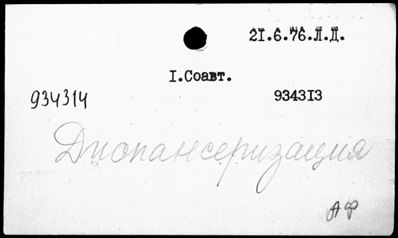 21.6.76.Л.Д.
I.Соавт.
934314 934313
Диспансеризация
АФ